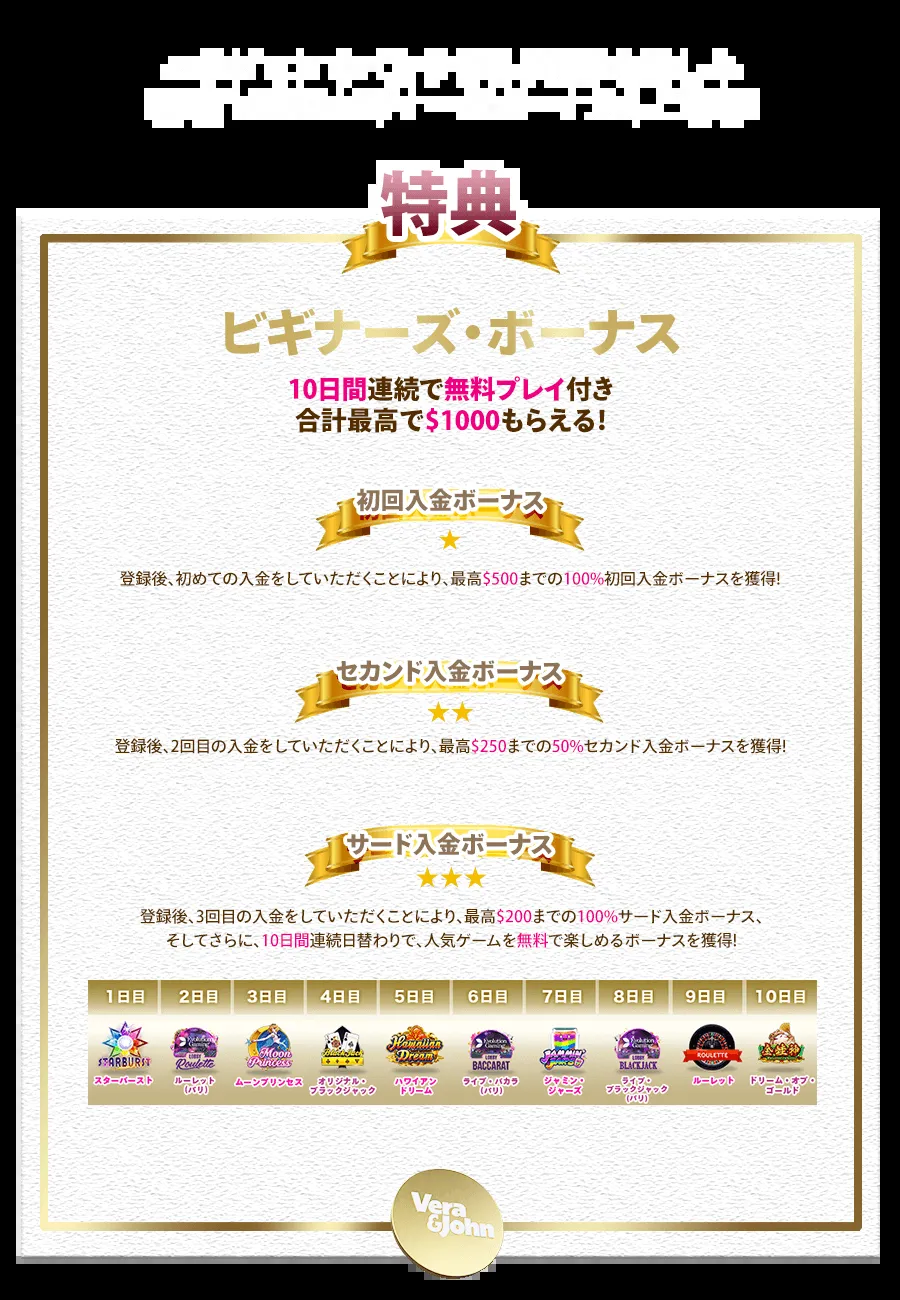 特典
ビギナーズ・ボーナス
10日間連続で無料プレイ付き
合計最高で$1000もらえる!
初回入金ボーナス
登録後、初めての入金をしていただくことにより、最高$500までの100%初回入金ボーナスを獲得!
セカンド入金ボーナス
登録後、2回目の入金をしていただくことにより、最高$250までの50%セカンド入金ボーナスを獲得!
サード入金ボーナス
登録後、3回目の入金をしていただくことにより、最高$200までの100%サード入金ボーナス、
そしてさらに、10日間連続日替わりで、人気ゲームを無料で楽しめるボーナスを獲得!
1日目 2日目 3日目 4日目 5日目 6日目 7日目 8日目 9日目 10日目
STARBURST
スターバースト
Evolution Gaming
LOBBY
Roulette
ルーレット
(パリ)
Moon
Princess
ムーンプリンセス
BlackJack
オリジナル・
ブラックジャック
Hawaiian
Dream
ハワイアン
ドリーム
Evolution Gaming
LOBBY
BACCARAT
ライブ・バカラ
(パリ)
JAMMIN'
JARS
ジャミン・
ジャーズ
Evolution Gaming
LOBBY
BLACKJACK
ライブ・
ブラックジャック
(パリ)
ROULETTE
ルーレット
ドリーム・オブ・
ゴールド
Vera
&John